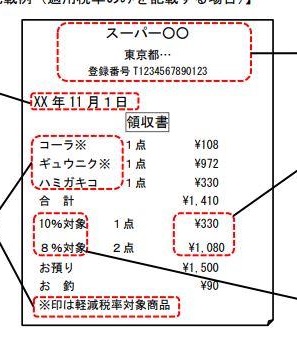 載例（適用税率のみを記載する場合）】
スーパー〇〇
東京都…
登録番号 T1234567890123
XX 年 11 月 1 日
領収書
コーラ※ 1 点 ¥108
ギュウニク※ 1 点 ¥972
ハミガキコ 1 点 ¥330
合 計 ¥1,410
10%対象 1 点 ¥330
8%対象 2 点 ¥1,080
お預り ¥1,500
お 釣 ¥90
※印は軽減税率対象商品